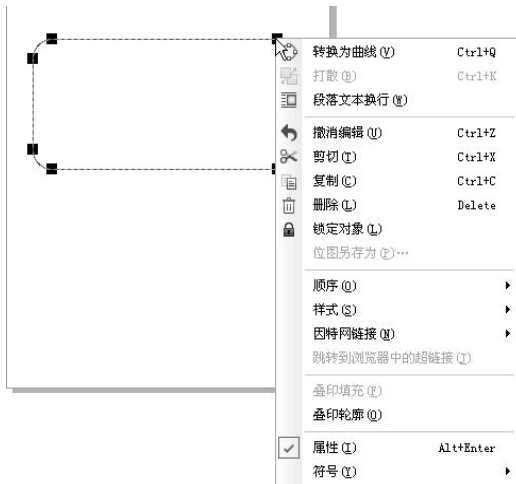 转换为曲线(V) Ctrl+Q
打散(B) Ctrl+K
段落文本换行(W)
撤消编辑(U) Ctrl+Z
剪切(T) Ctrl+X
复制(C) Ctrl+C
删除(L) Delete
锁定对象(L)
位图另存为(P)…
顺序(O)
样式(S)
因特网链接(N)
跳转到浏览器中的超链接(J)
叠印填充(F)
叠印轮廓(O)
属性(I) Alt+Enter
符号(Y)